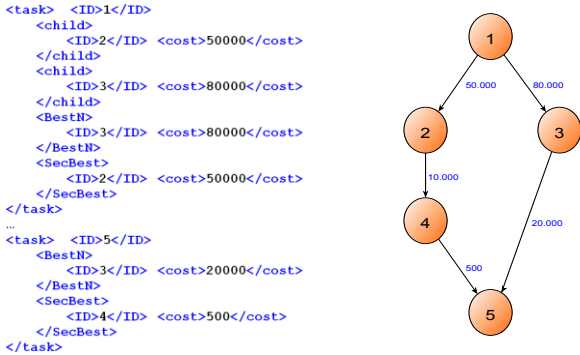 <task> <ID>1</ID>
<child>
<ID>2</ID> <cost>50000</cost>
</child>
<child>
<ID>3</ID> <cost>80000</cost>
</child>
<BestN>
<ID>3</ID> <cost>80000</cost>
</BestN>
<SecBest>
<ID>2</ID> <cost>50000</cost>
</SecBest>
</task>
…
<task> <ID>5</ID>
<BestN>
<ID>3</ID> <cost>20000</cost>
</BestN>
<SecBest>
<ID>4</ID> <cost>500</cost>
</SecBest>
</task>
1
50.000
80.000
2
3
10.000
4
20.000
500
5